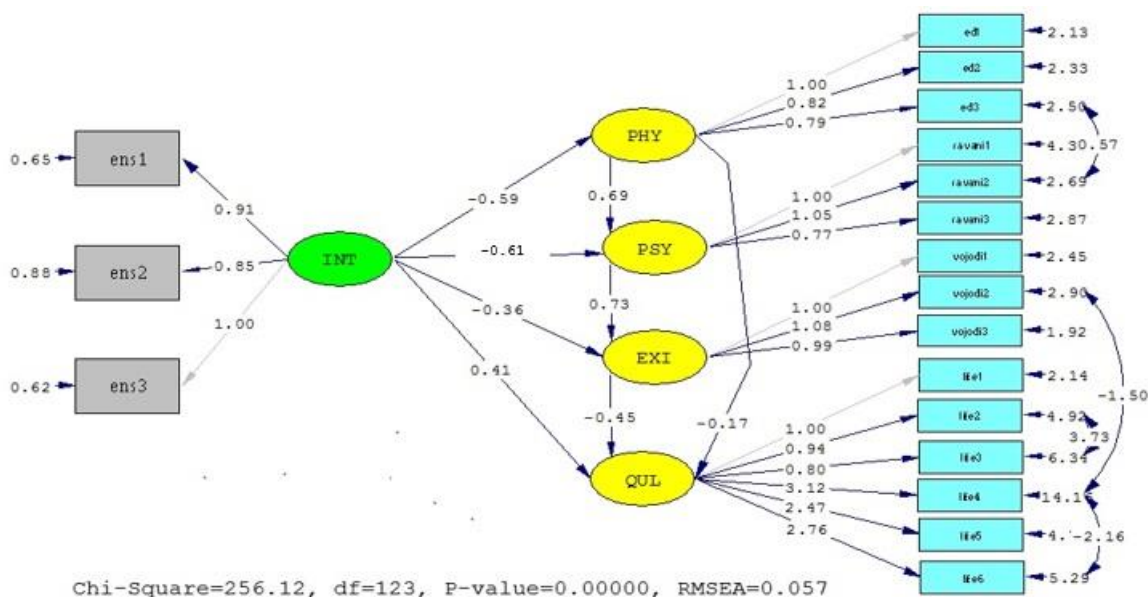 ed1
2.13
ed2
2.33
1.00
0.82
0.79
ed3
2.50
PHY
0.65
ens1
ravani1
4.30
0.57
ravani2
2.69
-0.59
0.69
1.00
1.05
0.77
0.91
ravani3
2.87
INT
-0.61
PSY
vojodi1
2.45
0.88
ens2
0.85
vojodi2
2.90
0.73
-0.36
1.00
1.08
0.99
1.00
vojodi3
1.92
EXI
0.41
life1
2.14
0.62
ens3
-1.50
-0.45
-0.17
1.00
0.94
0.80
3.12
2.47
2.76
life2
4.92
3.73
life3
6.34
QUL
life4
14.1
life5
4.
-2.16
life6
5.29
Chi-Square=256.12, df=123, P-value=0.00000, RMSEA=0.057